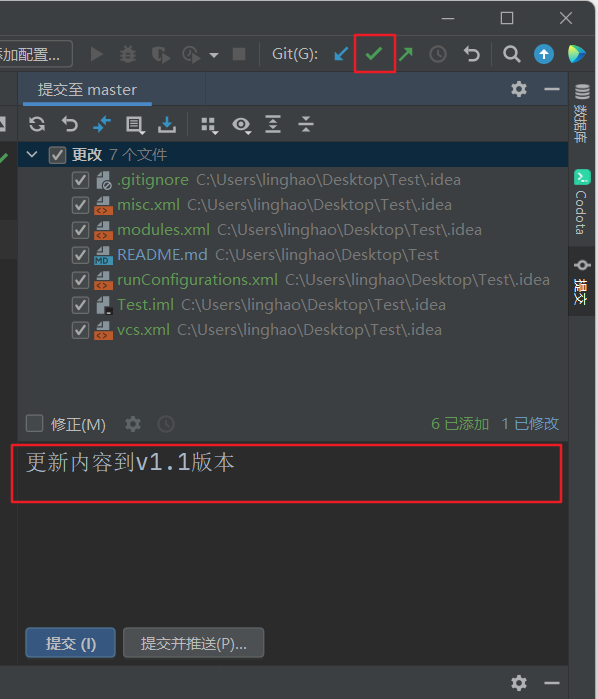 添加配置...
Git(G):
提交至 master
更改 7 个文件
.gitignore C:\Users\linghao\Desktop\Test\.idea
misc.xml C:\Users\linghao\Desktop\Test\.idea
modules.xml C:\Users\linghao\Desktop\Test\.idea
README.md C:\Users\linghao\Desktop\Test
runConfigurations.xml C:\Users\linghao\Desktop\Test\.idea
Test.iml C:\Users\linghao\Desktop\Test\.idea
vcs.xml C:\Users\linghao\Desktop\Test\.idea
修正(M)
6 已添加 1 已修改
更新内容到v1.1版本
提交 (I)
提交并推送(P)...
数据库
Codota
提交